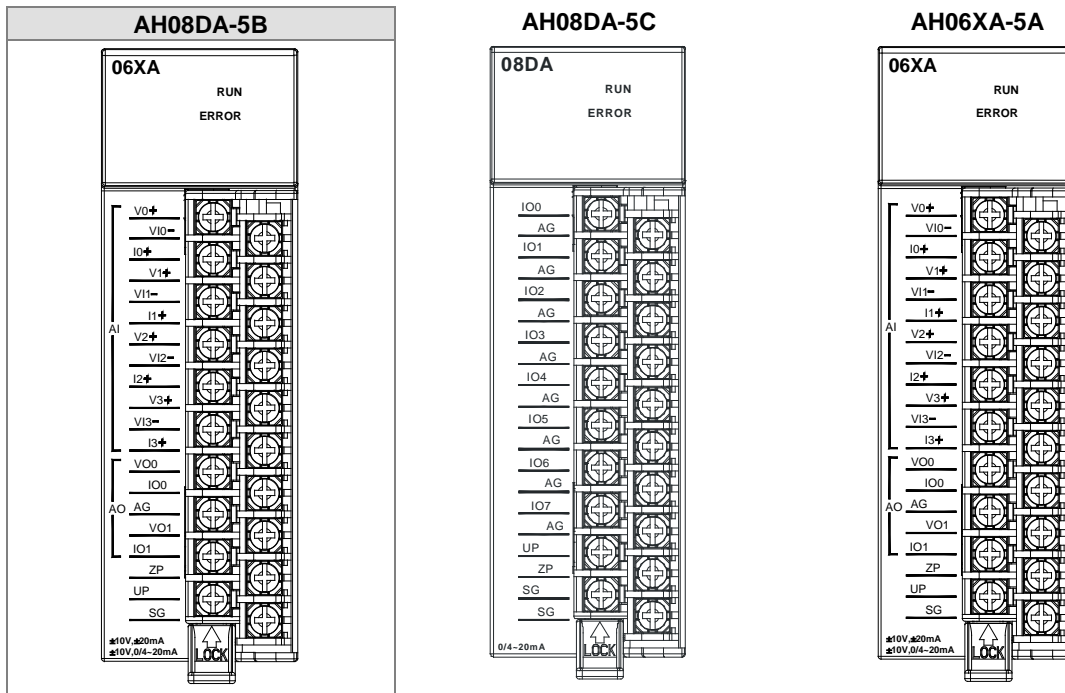 AH08DA-5B
06XA
RUN
ERROR
V0+
VI0-
I0+
V1+
VI1-
I1+
AI
V2+
VI2-
I2+
V3+
VI3-
I3+
VO0
IO0
AO
AG
VO1
IO1
ZP
UP
SG
±10V,±20mA
±10V,0/4~20mA
LOCK
AH08DA-5C
08DA
RUN
ERROR
IO0
AG
IO1
AG
IO2
AG
IO3
AG
IO4
AG
IO5
AG
IO6
AG
IO7
AG
UP
ZP
SG
SG
0/4~20mA
LOCK
AH06XA-5A
06XA
RUN
ERROR
V0+
VI0-
I0+
V1+
VI1-
I1+
AI
V2+
VI2-
I2+
V3+
VI3-
I3+
VO0
IO0
AO
AG
VO1
IO1
ZP
UP
SG
±10V,±20mA
±10V,0/4~20mA
LOCK